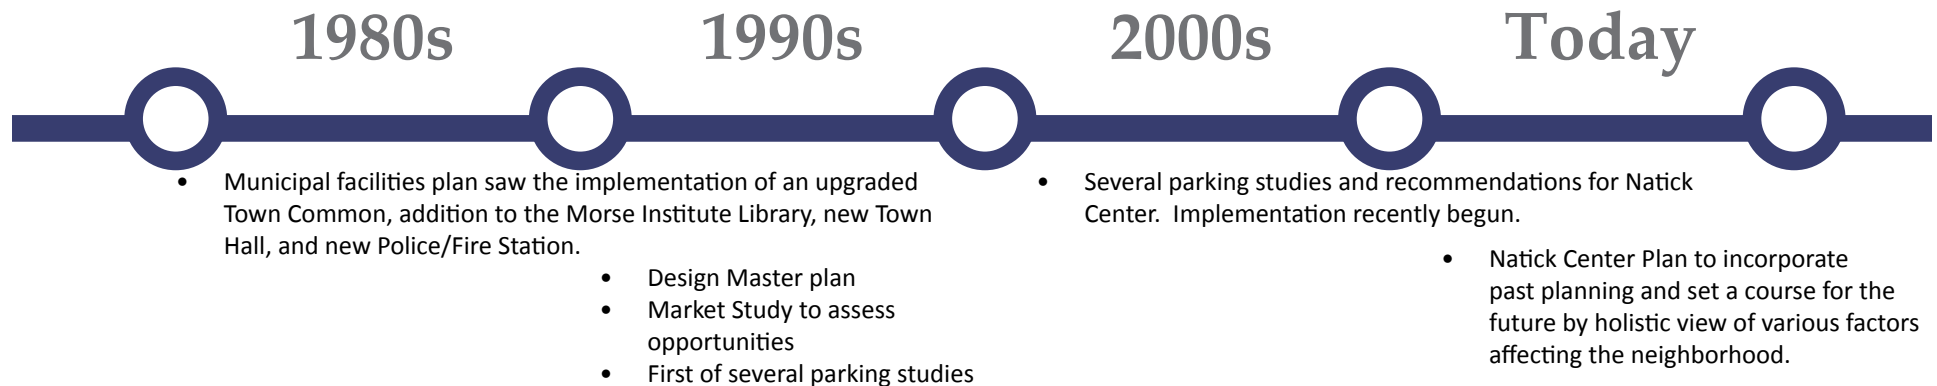 1980s
1990s
2000s
Today
• Municipal facilities plan saw the implementation of an upgraded
Town Common, addition to the Morse Institute Library, new Town
Hall, and new Police/Fire Station.
• Design Master plan
• Market Study to assess
opportunities
• First of several parking studies
• Several parking studies and recommendations for Natick
Center.  Implementation recently begun.
• Natick Center Plan to incorporate
past planning and set a course for the
future by holistic view of various factors
affecting the neighborhood.